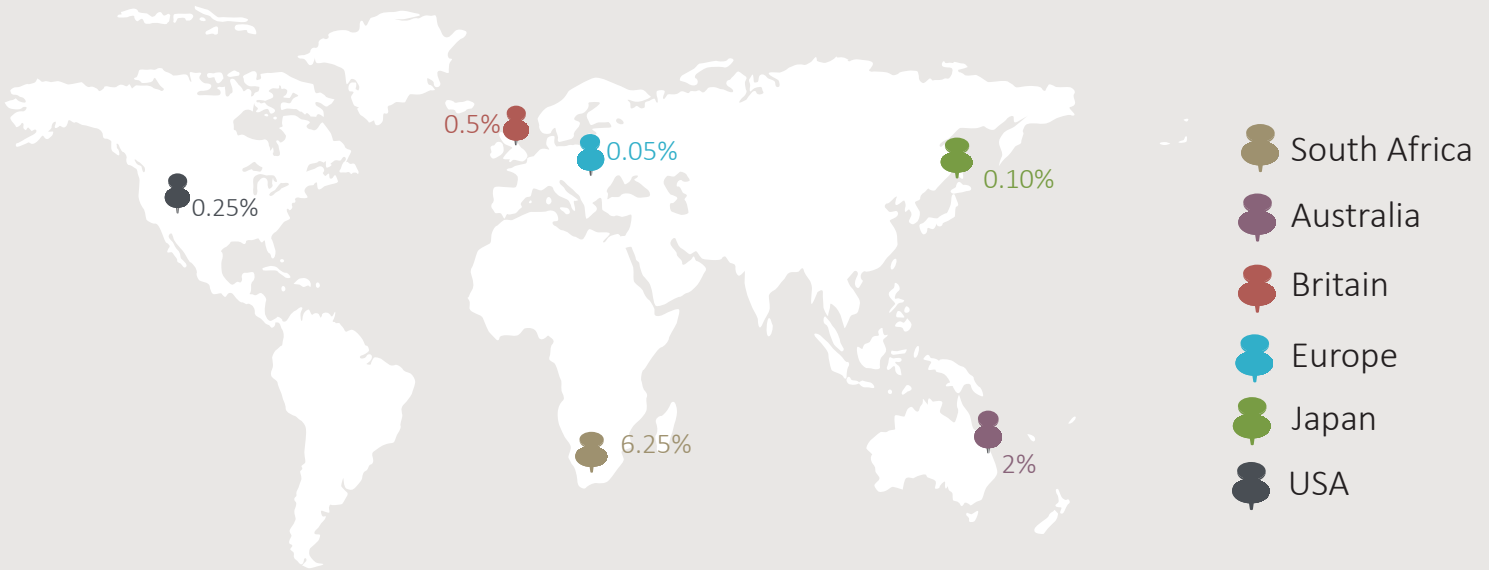 0.5%
0.05%
0.10%
0.25%
6.25%
2%
South Africa
Australia
Britain
Europe
Japan
USA